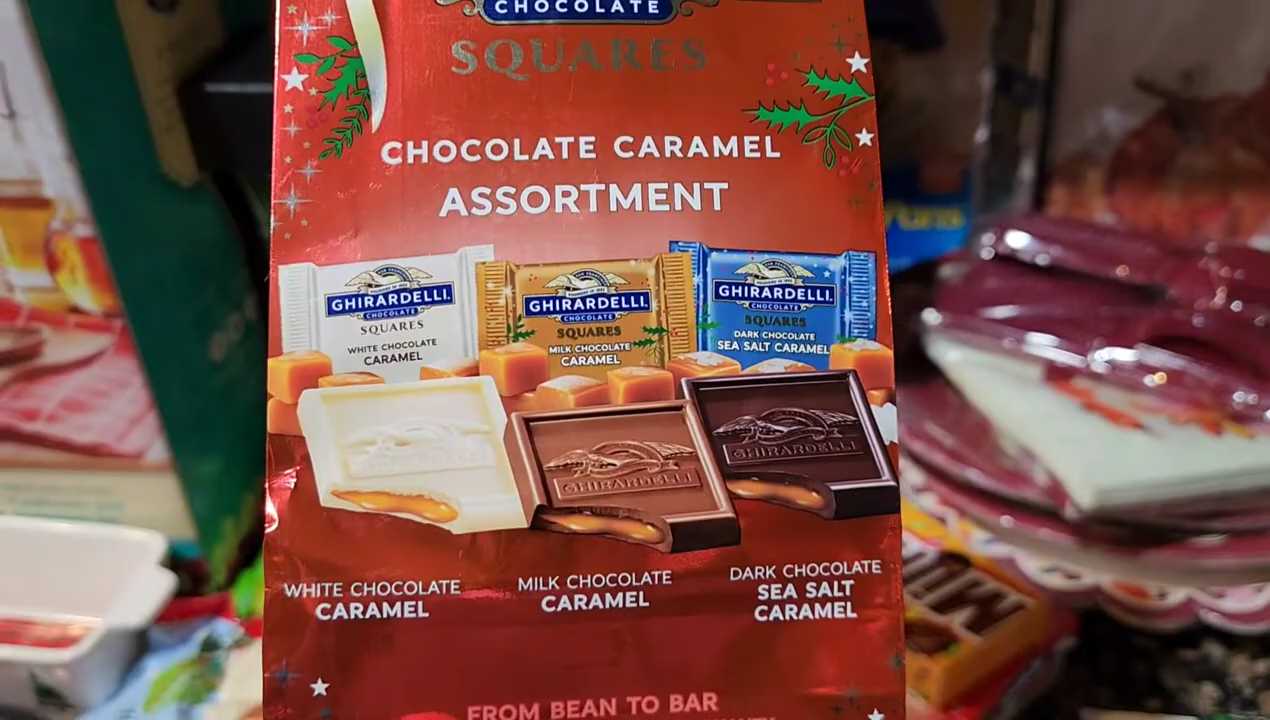 CHOCOLATE
SQUARES
CHOCOLATE CARAMEL
ASSORTMENT
GHIRARDELLI
CHOCOLATE
SQUARES
WHITE CHOCOLATE
CARAMEL
GHIRARDELLI
CHOCOLATE
SQUARES
MILK CHOCOLATE
CARAMEL
GHIRARDELLI
CHOCOLATE
SQUARES
DARK CHOCOLATE
SEA SALT CARAMEL
GHIRARDELLI
GHIRARDELLI
WHITE CHOCOLATE
CARAMEL
MILK CHOCOLATE
CARAMEL
DARK CHOCOLATE
SEA SALT
CARAMEL
FROM BEAN TO BAR